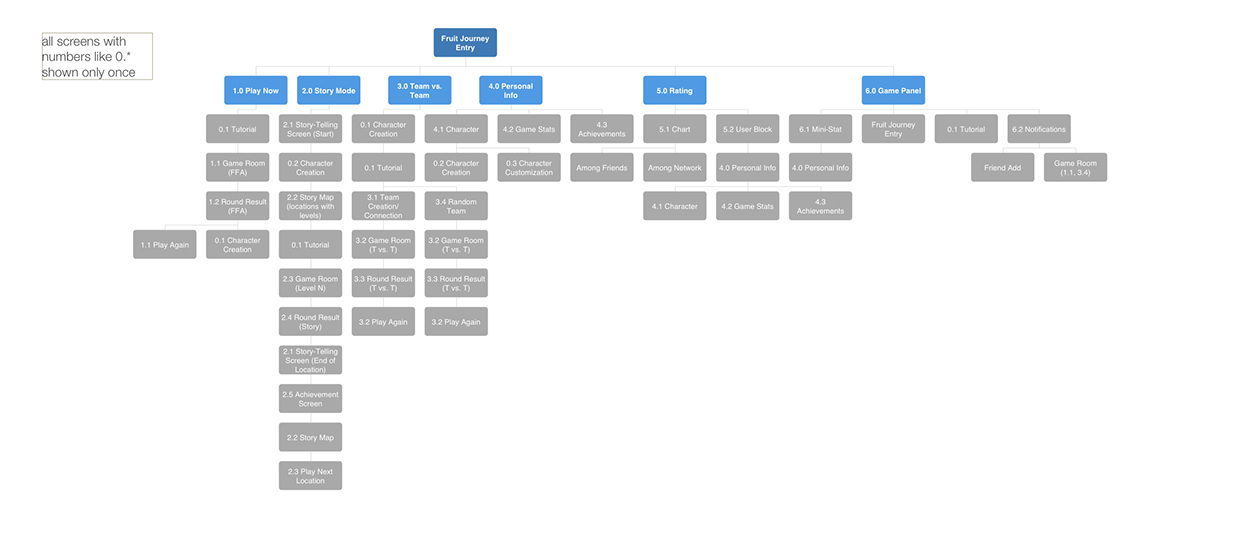 all screens with
numbers like 0.*
shown only once
Fruit Journey
Entry
1.0 Play Now
2.0 Story Mode
3.0 Team vs.
Team
4.0 Personal
Info
5.0 Rating
6.0 Game Panel
0.1 Tutorial
2.1 Story-Telling
Screen (Start)
0.1 Character
Creation
4.1 Character
4.2 Game Stats
4.3
Achievements
5.1 Chart
5.2 User Block
6.1 Mini-Stat
Fruit Journey
Entry
0.1 Tutorial
6.2 Notifications
1.1 Game Room
(FFA)
0.2 Character
Creation
0.1 Tutorial
0.2 Character
Creation
0.3 Character
Customization
Among Friends
Among Network
4.0 Personal Info
4.0 Personal Info
Friend Add
Game Room
(1.1, 3.4)
1.2 Round Result
(FFA)
2.2 Story Map
(locations with
levels)
3.1 Team
Creation/
Connection
3.4 Random
Team
4.1 Character
4.2 Game Stats
4.3
Achievements
1.1 Play Again
0.1 Character
Creation
0.1 Tutorial
3.2 Game Room
(T vs. T)
3.2 Game Room
(T vs. T)
2.3 Game Room
(Level N)
3.3 Round Result
(T vs. T)
3.3 Round Result
(T vs. T)
2.4 Round Result
(Story)
3.2 Play Again
3.2 Play Again
2.1 Story-Telling
Screen (End of
Location)
2.5 Achievement
Screen
2.2 Story Map
2.3 Play Next
Location